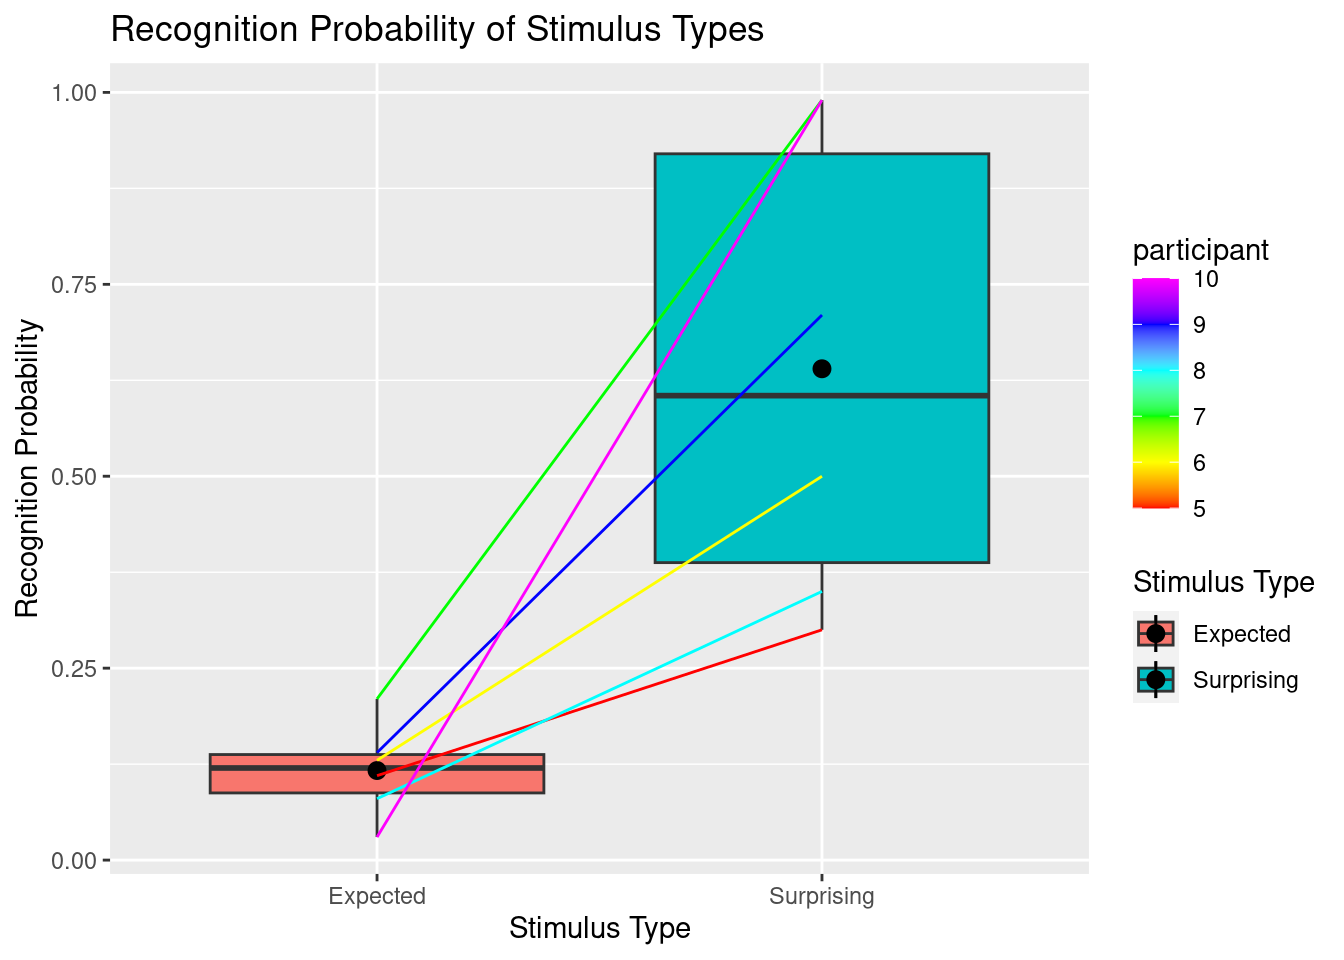 Recognition Probability of Stimulus Types
Recognition Probability
1.00
0.75
0.50
0.25
0.00
Expected
Surprising
Stimulus Type
participant
10
9
8
7
6
5
Stimulus Type
Expected
Surprising